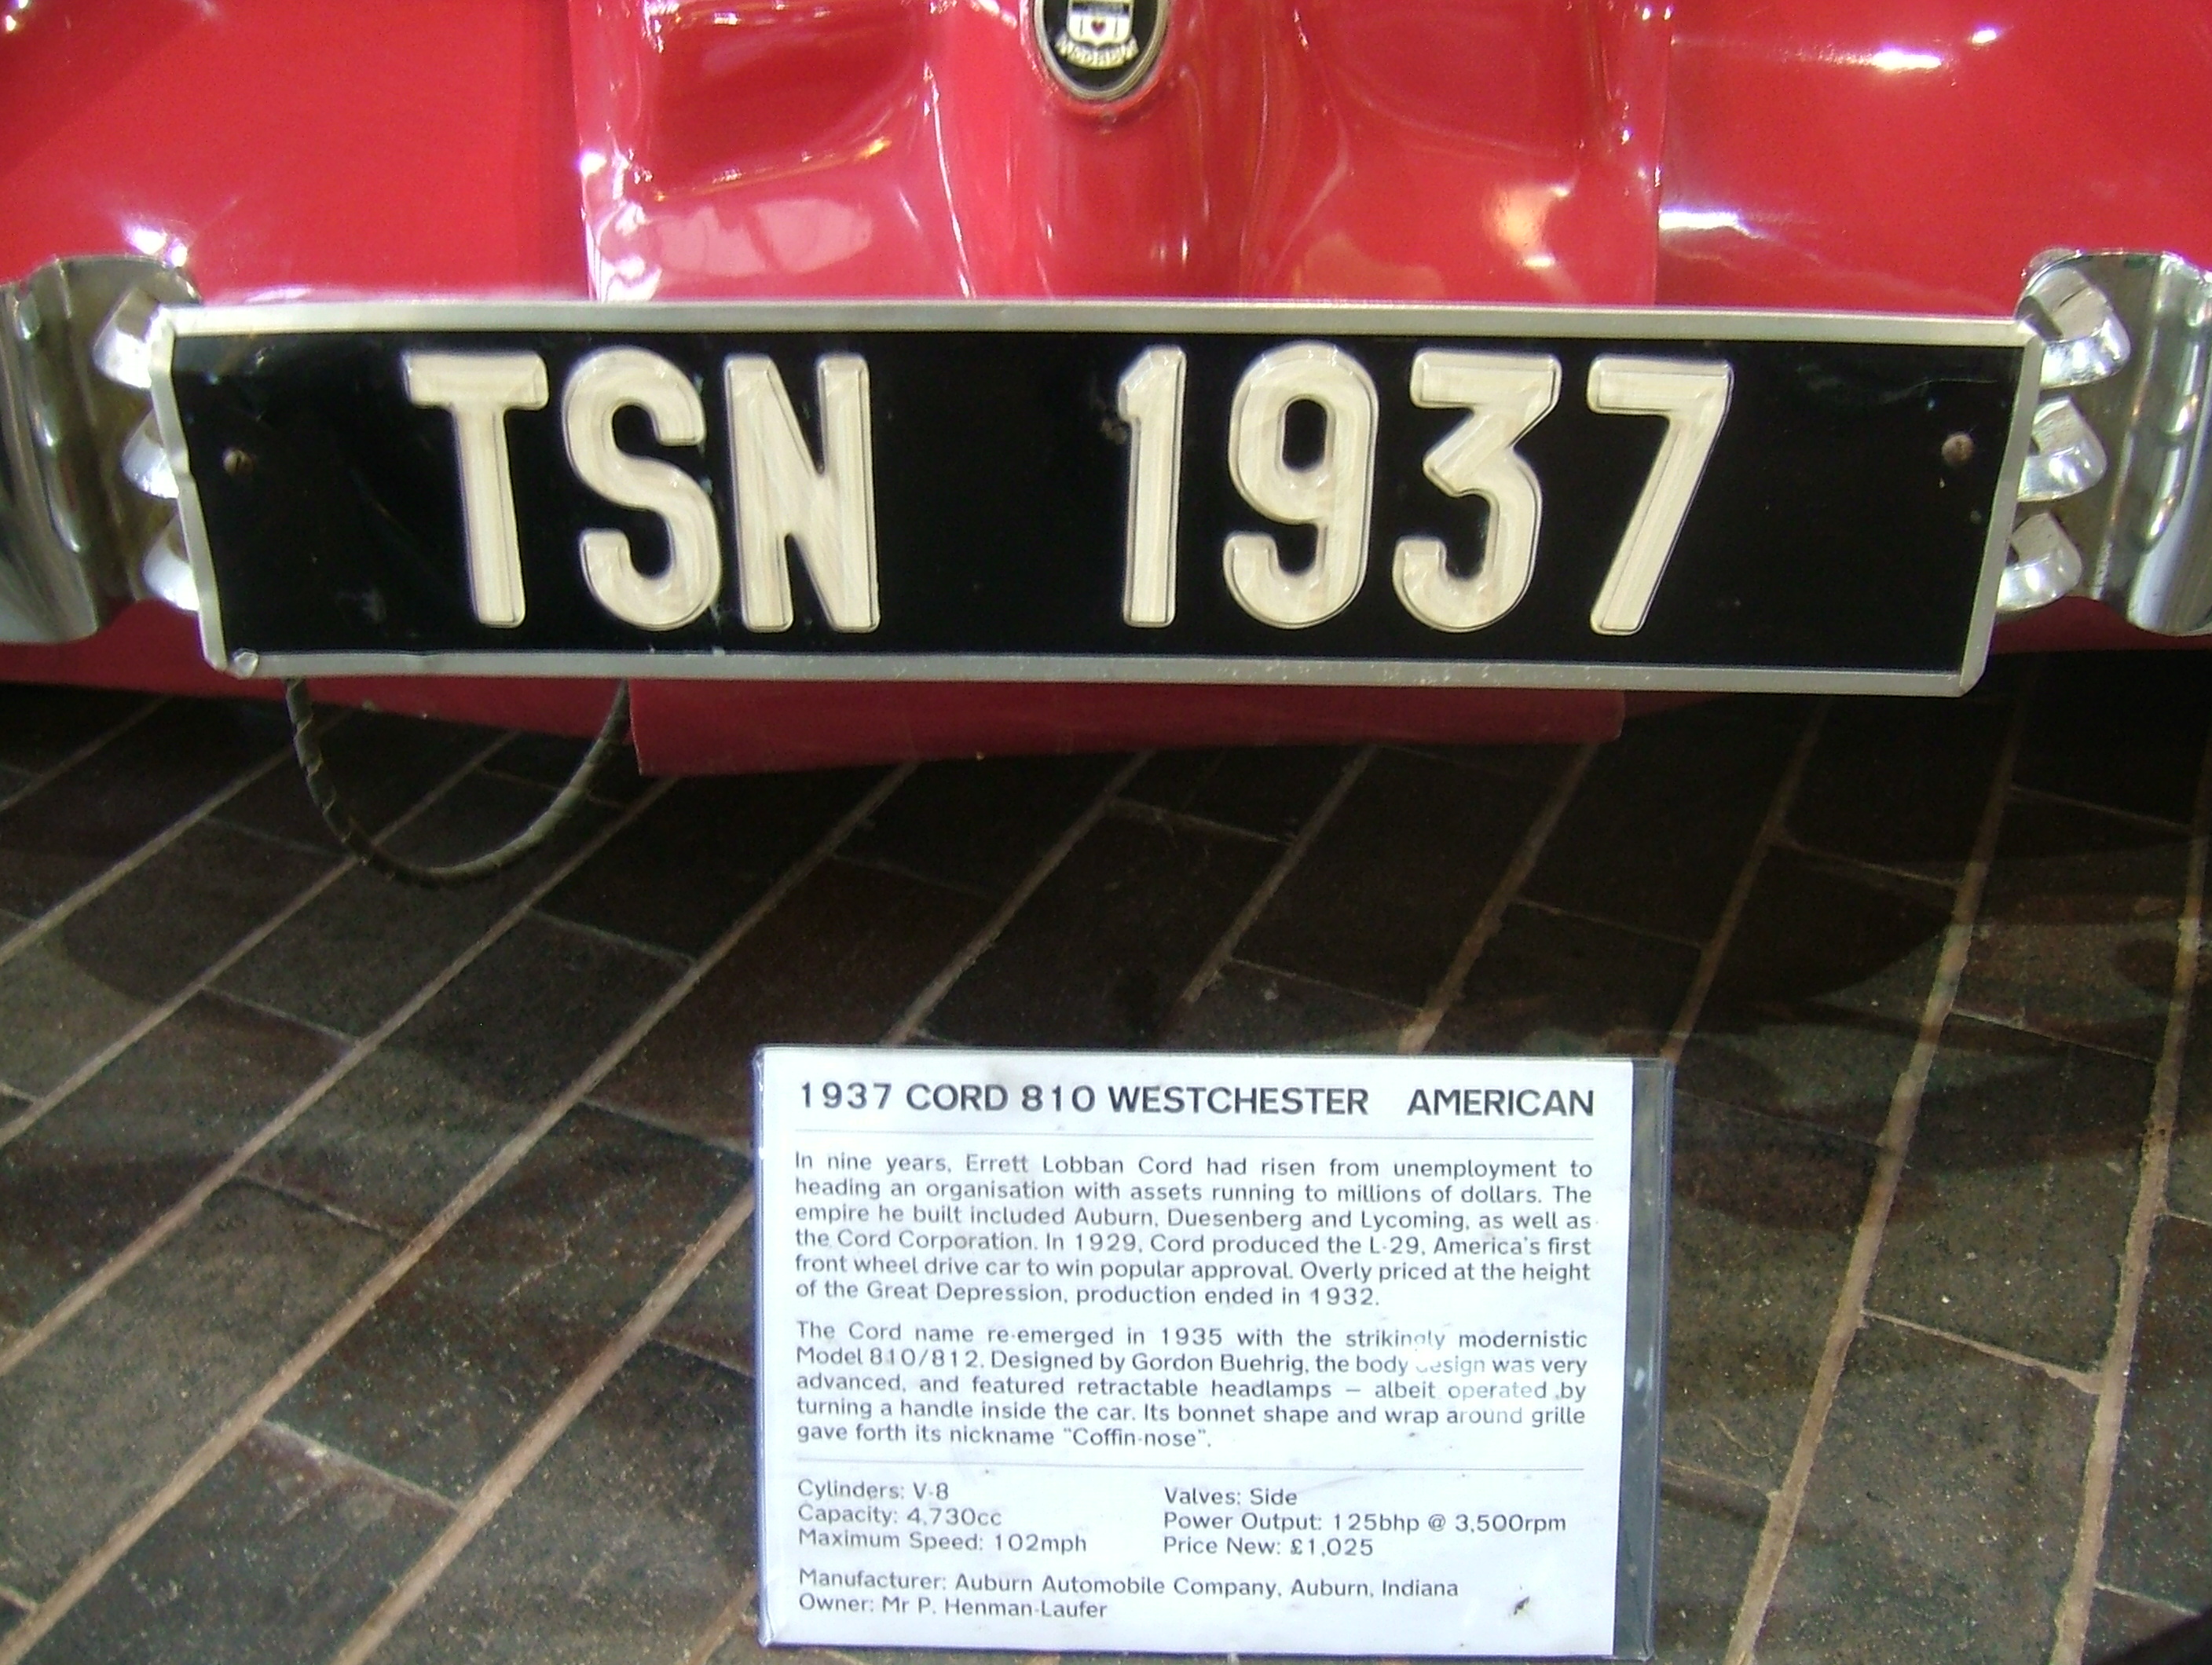 TSN 1937
1937 CORD 810 WESTCHESTER AMERICAN
In nine years, Errett Lobban Cord had risen from unemployment to
heading an organisation with assets running to millions of dollars. The
empire he built included Auburn, Duesenberg and Lycoming, as well as
the Cord Corporation. In 1929, Cord produced the L-29, America's first
front wheel drive car to win popular approval. Overly priced at the height
of the Great Depression, production ended in 1932.
The Cord name re-emerged in 1935 with the strikingly modernistic
Model 810/812. Designed by Gordon Buehrig, the body design was very
advanced, and featured retractable headlamps – albeit operated by
turning a handle inside the car. Its bonnet shape and wrap around grille
gave forth its nickname "Coffin-nose".
Cylinders: V-8 Valves: Side
Capacity: 4,730cc Power Output: 125bhp @ 3,500rpm
Maximum Speed: 102mph Price New: £1,025
Manufacturer: Auburn Automobile Company, Auburn, Indiana
Owner: Mr P. Henman-Laufer